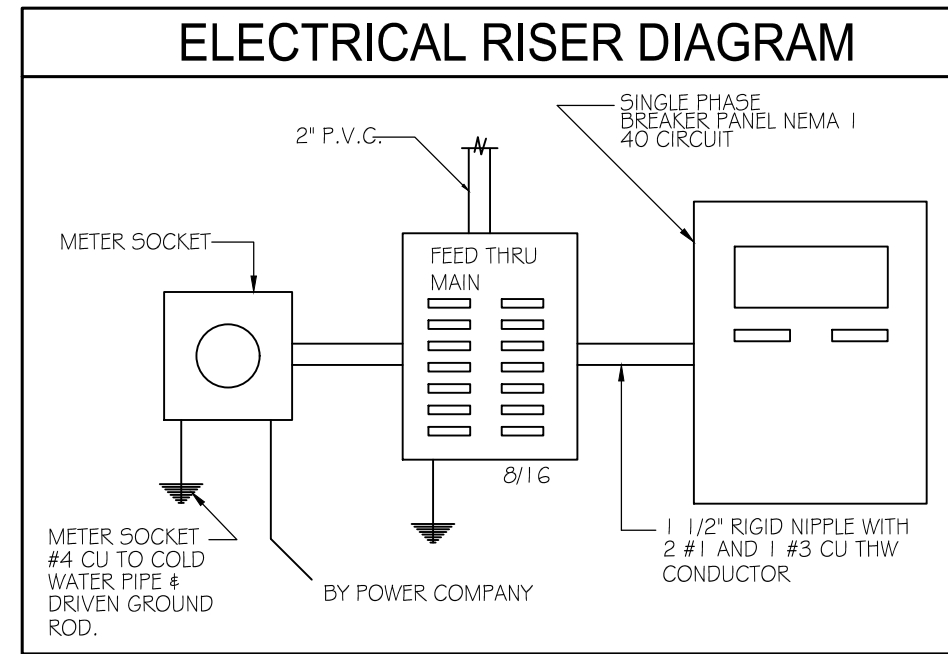 ELECTRICAL RISER DIAGRAM
SINGLE PHASE
BREAKER PANEL NEMA 1
40 CIRCUIT
2" P.V.C.
METER SOCKET
FEED THRU
MAIN
8/16
METER SOCKET
#4 CU TO COLD
WATER PIPE &
DRIVEN GROUND
ROD.
BY POWER COMPANY
1 1/2" RIGID NIPPLE WITH
2 #1 AND 1 #3 CU THW
CONDUCTOR